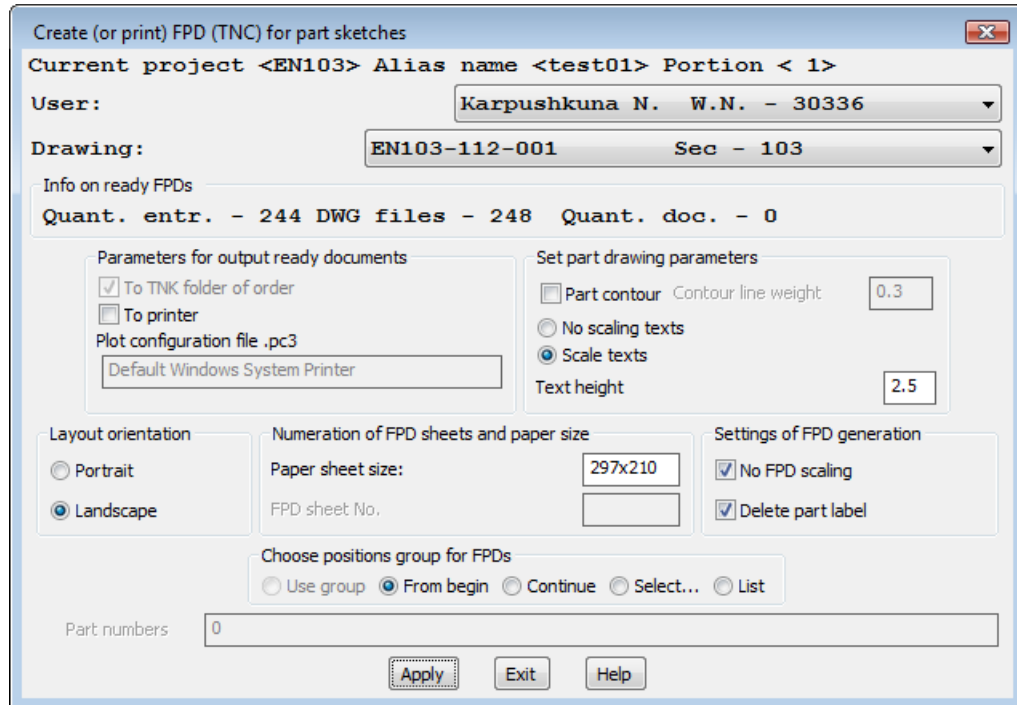 Create (or print) FPD (TNC) for part sketches
Current project <EN103> Alias name <test01> Portion < 1>
User: Karpushkuna N. W.N. - 30336
Drawing: EN103-112-001 Sec - 103
Info on ready FPDs
Quant. entr. - 244 DWG files - 248 Quant. doc. - 0
Parameters for output ready documents
To TNK folder of order
To printer
Plot configuration file .pc3
Default Windows System Printer
Set part drawing parameters
Part contour Contour line weight 0.3
No scaling texts
Scale texts
Text height 2.5
Layout orientation
Portrait
Landscape
Numeration of FPD sheets and paper size
Paper sheet size: 297x210
FPD sheet No.
Settings of FPD generation
No FPD scaling
Delete part label
Choose positions group for FPDs
Use group From begin Continue Select... List
Part numbers 0
Apply Exit Help